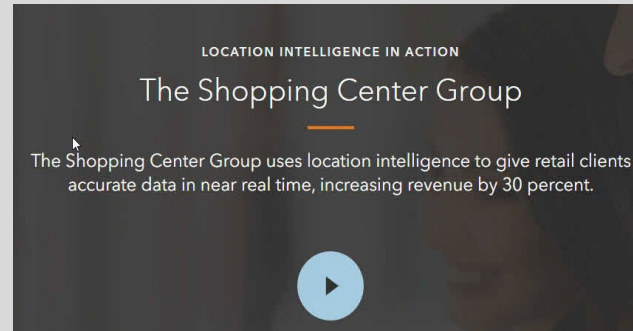 LOCATION INTELLIGENCE IN ACTION
The Shopping Center Group
The Shopping Center Group uses location intelligence to give retail clients
accurate data in near real time, increasing revenue by 30 percent.